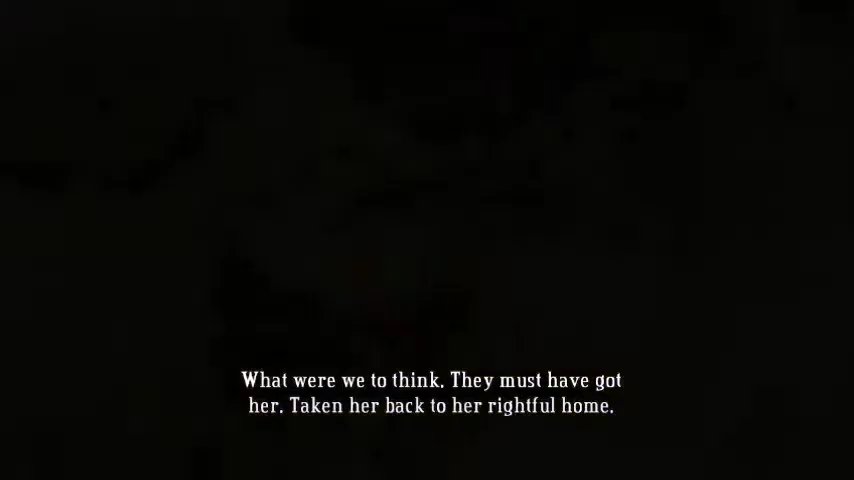 What were we to think. They must have got
her. Taken her back to her rightful home.